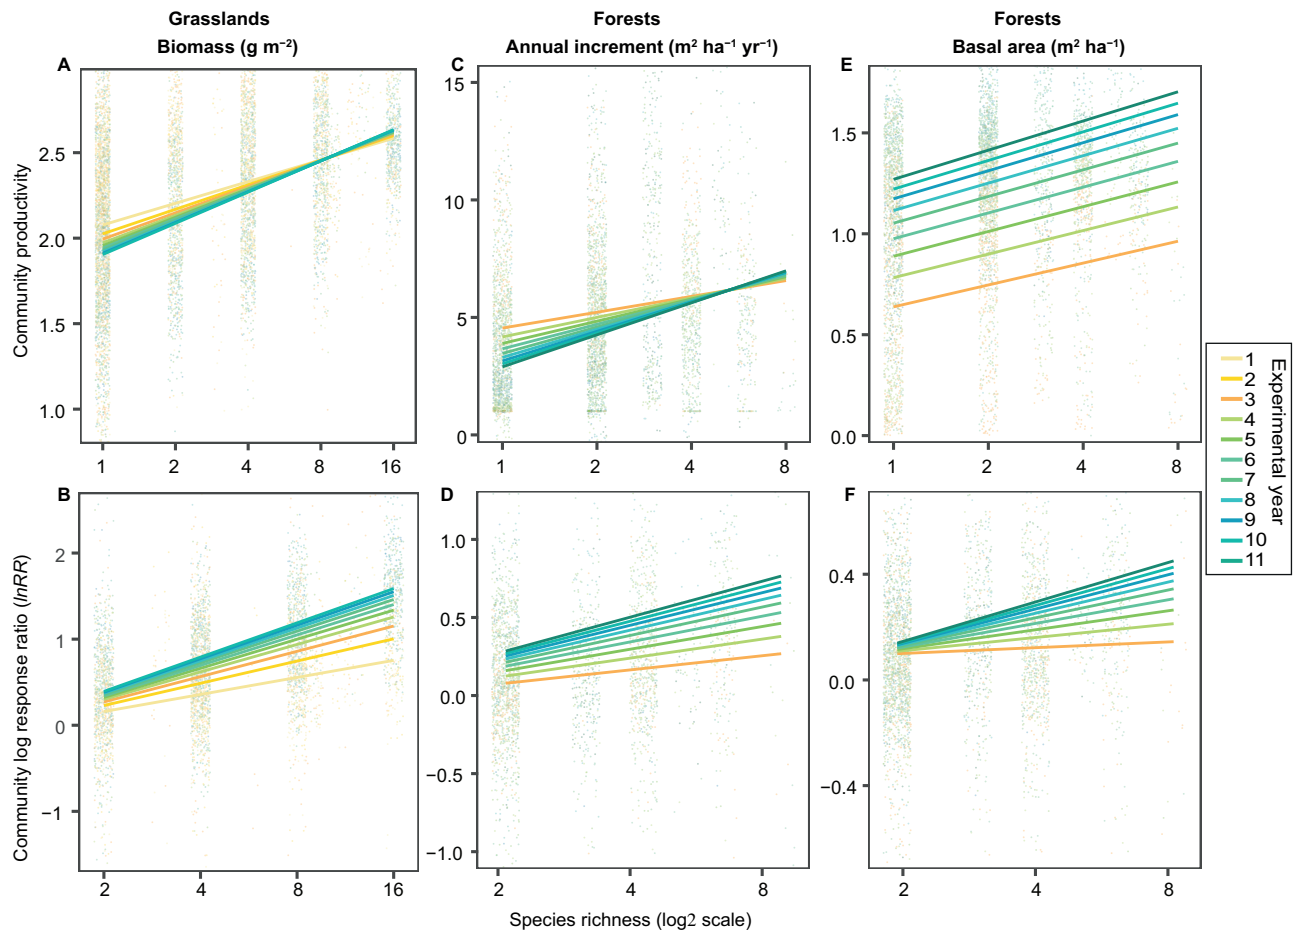 Grasslands
Biomass (g m⁻²)
Forests
Annual increment (m² ha⁻¹ yr⁻¹)
Forests
Basal area (m² ha⁻¹)
A
Community productivity
2.5
2.0
1.5
1.0
1 2 4 8 16
C
15
10
5
0
1 2 4 8
E
1.5
1.0
0.5
0.0
1 2 4 8
B
Community log response ratio (lnRR)
2
1
0
−1
2 4 8 16
D
1.0
0.5
0.0
−0.5
−1.0
2 4 8
F
0.4
0.0
−0.4
2 4 8
Species richness (log2 scale)
Experimental year
1
2
3
4
5
6
7
8
9
10
11